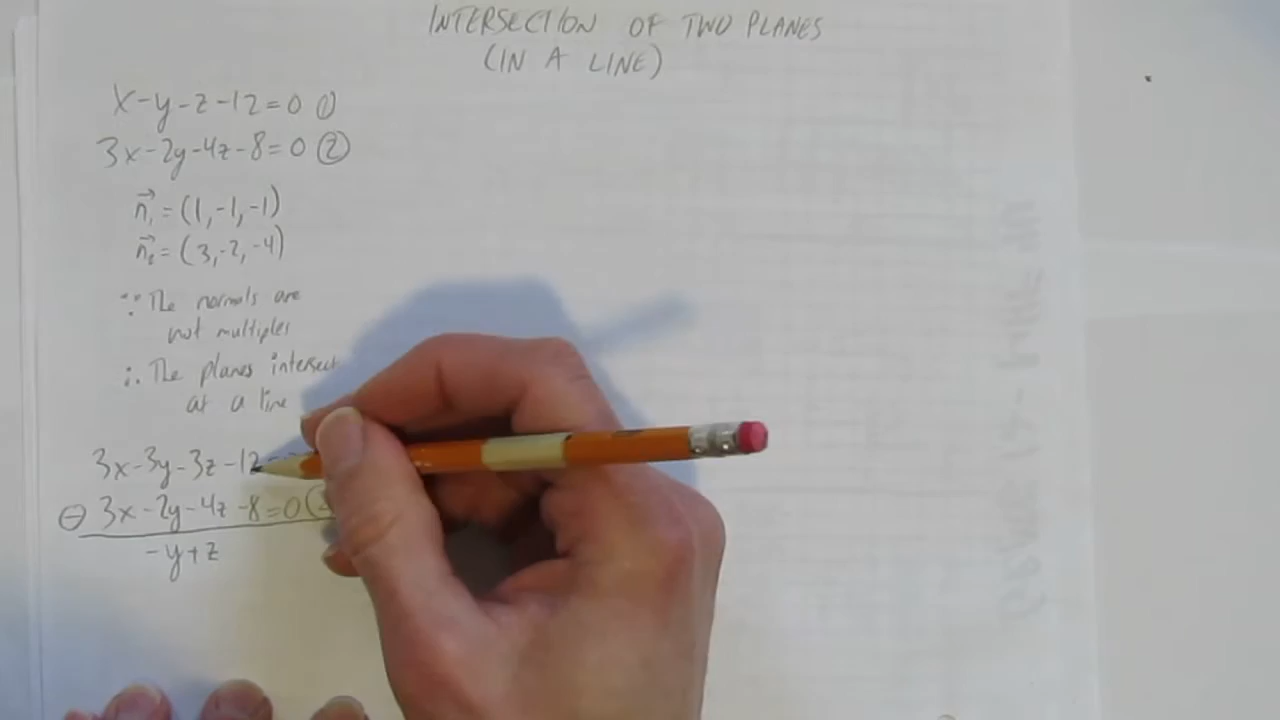 INTERSECTION OF TWO PLANES
(IN A LINE)
x-y-z-12=0 ①
3x-2y-4z-8=0 ②
n⃗₁=(1,-1,-1)
n⃗₂=(3,-2,-4)
∵ The normals are
not multiples
∴ The planes intersect
at a line
3x-3y-3z-12
⊖ 3x-2y-4z-8=0
-y+z